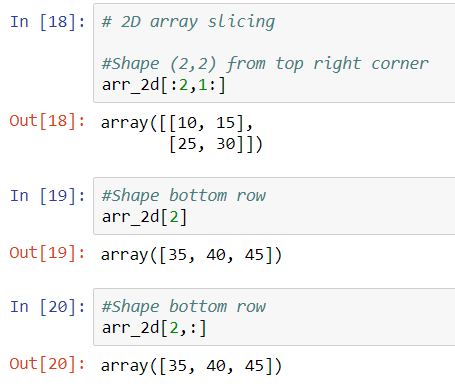 In [18]: # 2D array slicing
#Shape (2,2) from top right corner
arr_2d[:2,1:]
Out[18]: array([[10, 15],
[25, 30]])
In [19]: #Shape bottom row
arr_2d[2]
Out[19]: array([35, 40, 45])
In [20]: #Shape bottom row
arr_2d[2,:]
Out[20]: array([35, 40, 45])